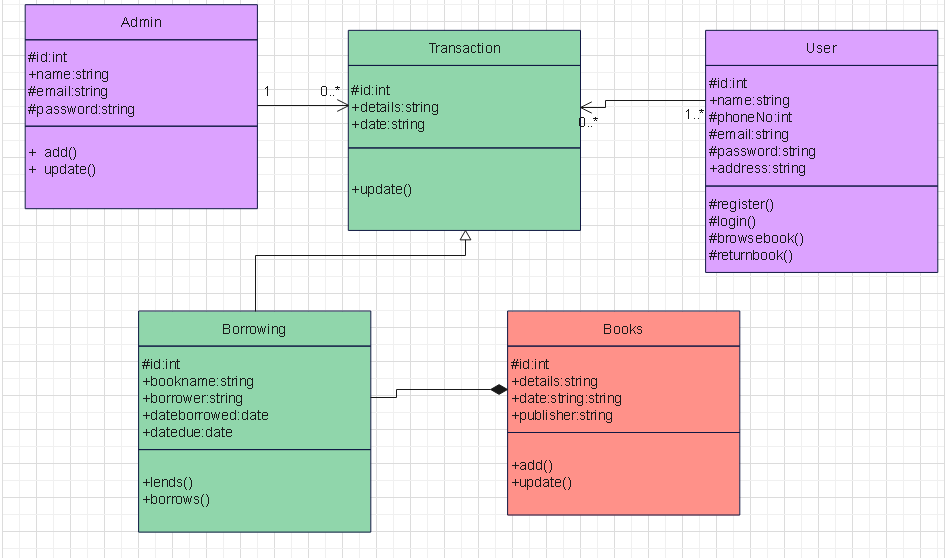 Admin
#id:int
+name:string
#email:string
#password:string
+ add()
+ update()
1
0..*
Transaction
#id:int
+details:string
+date:string
+update()
0..*
1..*
User
#id:int
+name:string
#phoneNo:int
#email:string
#password:string
+address:string
#register()
#login()
#browsebook()
#returnbook()
Borrowing
#id:int
+bookname:string
+borrower:string
+dateborrowed:date
+datedue:date
+lends()
+borrows()
Books
#id:int
+details:string
+date:string:string
+publisher:string
+add()
+update()